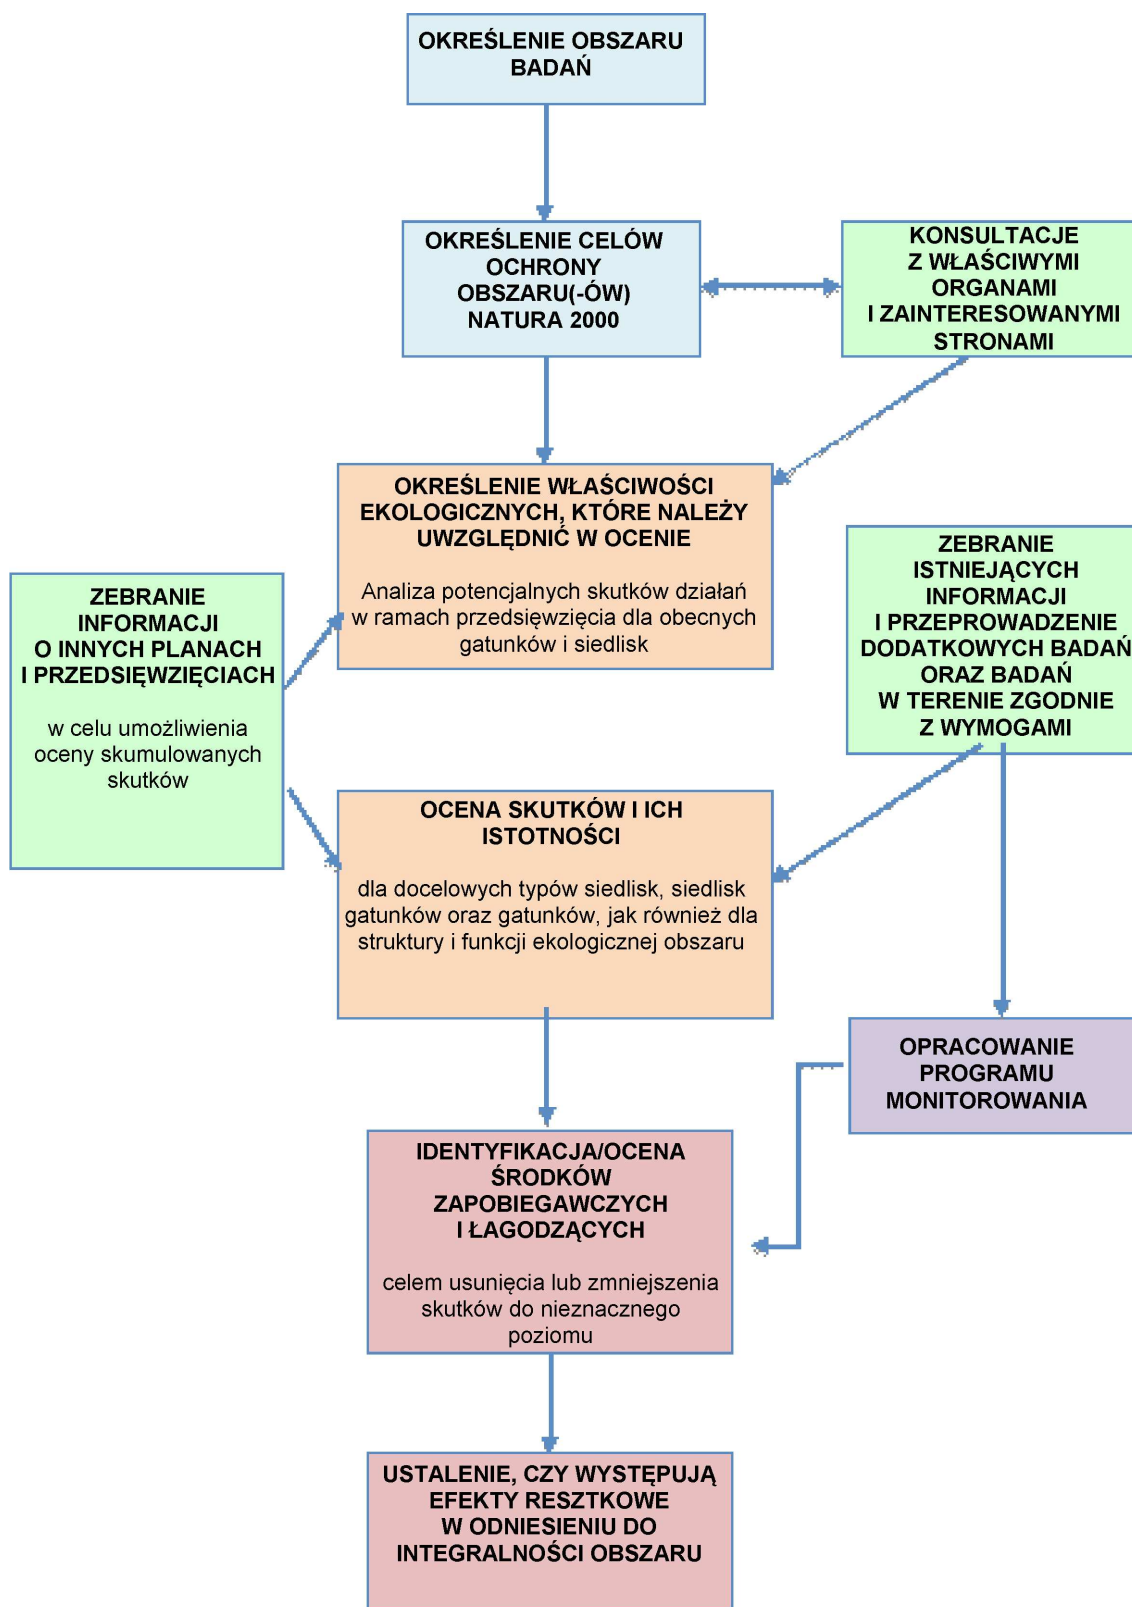 OKREŚLENIE OBSZARU
BADAŃ
OKREŚLENIE CELÓW
OCHRONY
OBSZARU(-ÓW)
NATURA 2000
KONSULTACJE
Z WŁAŚCIWYMI
ORGANAMI
I ZAINTERESOWANYMI
STRONAMI
OKREŚLENIE WŁAŚCIWOŚCI
EKOLOGICZNYCH, KTÓRE NALEŻY
UWZGLĘDNIĆ W OCENIE
Analiza potencjalnych skutków działań
w ramach przedsięwzięcia dla obecnych
gatunków i siedlisk
ZEBRANIE
ISTNIEJĄCYCH
INFORMACJI
I PRZEPROWADZENIE
DODATKOWYCH BADAŃ
ORAZ BADAŃ
W TERENIE ZGODNIE
Z WYMOGAMI
ZEBRANIE
INFORMACJI
O INNYCH PLANACH
I PRZEDSIĘWZIĘCIACH
w celu umożliwienia
oceny skumulowanych
skutków
OCENA SKUTKÓW I ICH
ISTOTNOŚCI
dla docelowych typów siedlisk, siedlisk
gatunków oraz gatunków, jak również dla
struktury i funkcji ekologicznej obszaru
OPRACOWANIE
PROGRAMU
MONITOROWANIA
IDENTYFIKACJA/OCENA
ŚRODKÓW
ZAPOBIEGAWCZYCH
I ŁAGODZĄCYCH
celem usunięcia lub zmniejszenia
skutków do nieznacznego
poziomu
USTALENIE, CZY WYSTĘPUJĄ
EFEKTY RESZTKOWE
W ODNIESIENIU DO
INTEGRALNOŚCI OBSZARU